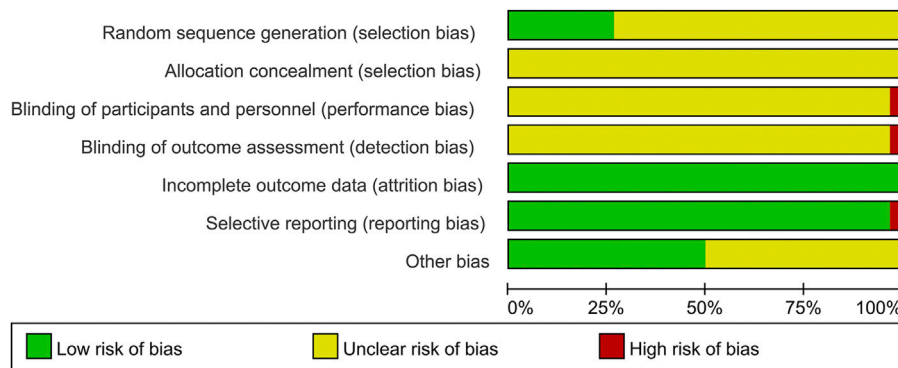 Random sequence generation (selection bias)
Allocation concealment (selection bias)
Blinding of participants and personnel (performance bias)
Blinding of outcome assessment (detection bias)
Incomplete outcome data (attrition bias)
Selective reporting (reporting bias)
Other bias
0% 25% 50% 75% 100%
Low risk of bias Unclear risk of bias High risk of bias